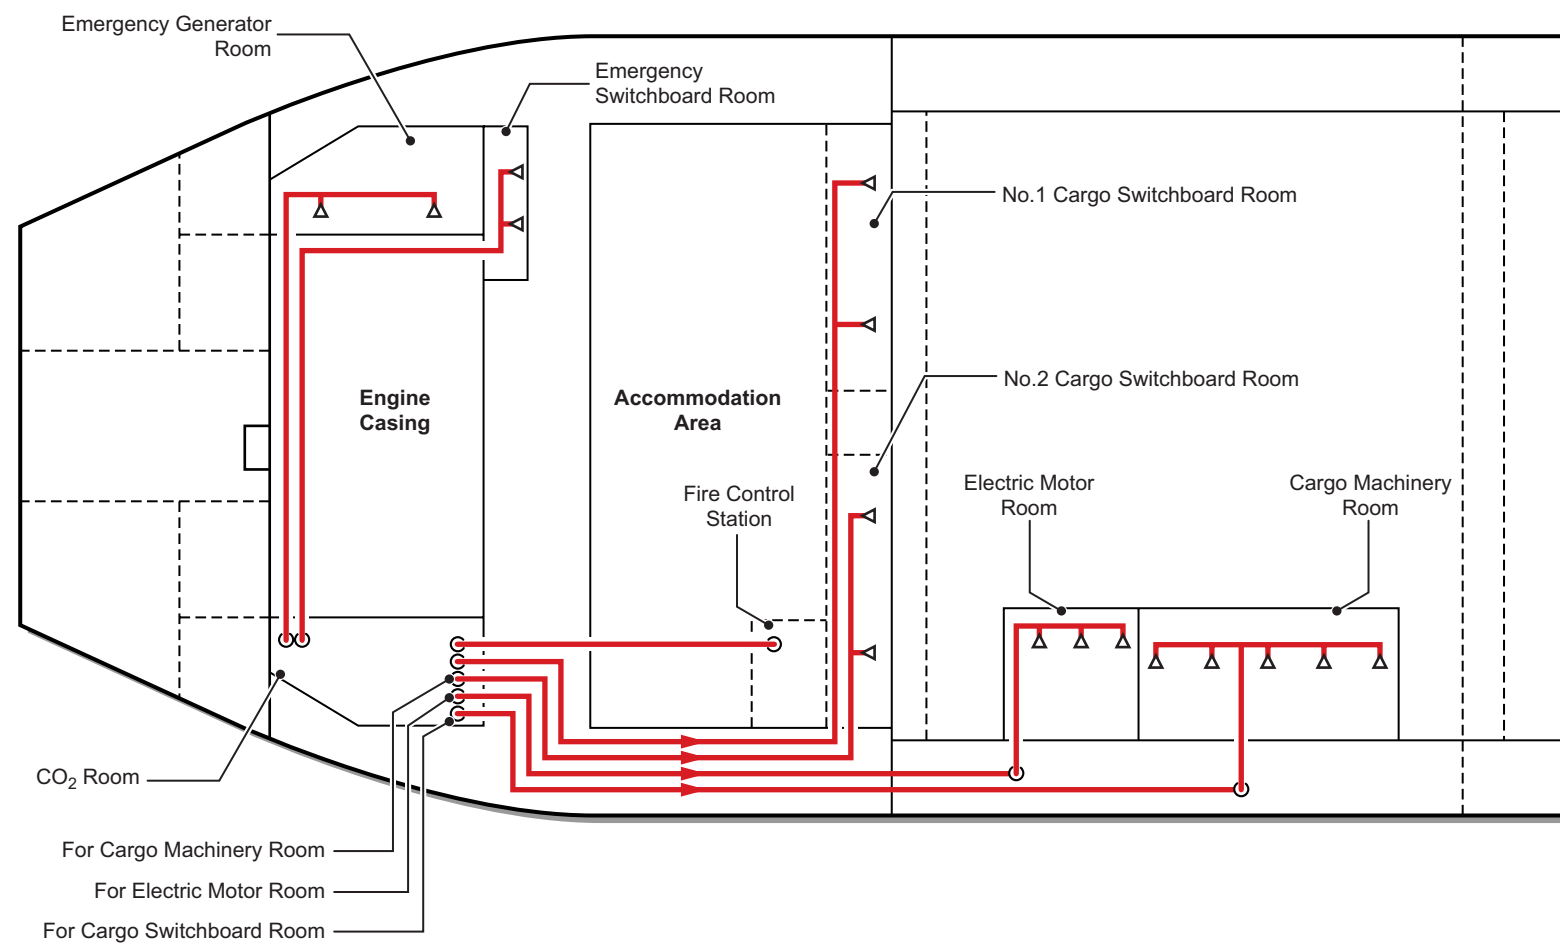 Emergency Generator
Room
Emergency
Switchboard Room
No.1 Cargo Switchboard Room
No.2 Cargo Switchboard Room
Engine
Casing
Accommodation
Area
Fire Control
Station
Electric Motor
Room
Cargo Machinery
Room
CO2 Room
For Cargo Machinery Room
For Electric Motor Room
For Cargo Switchboard Room